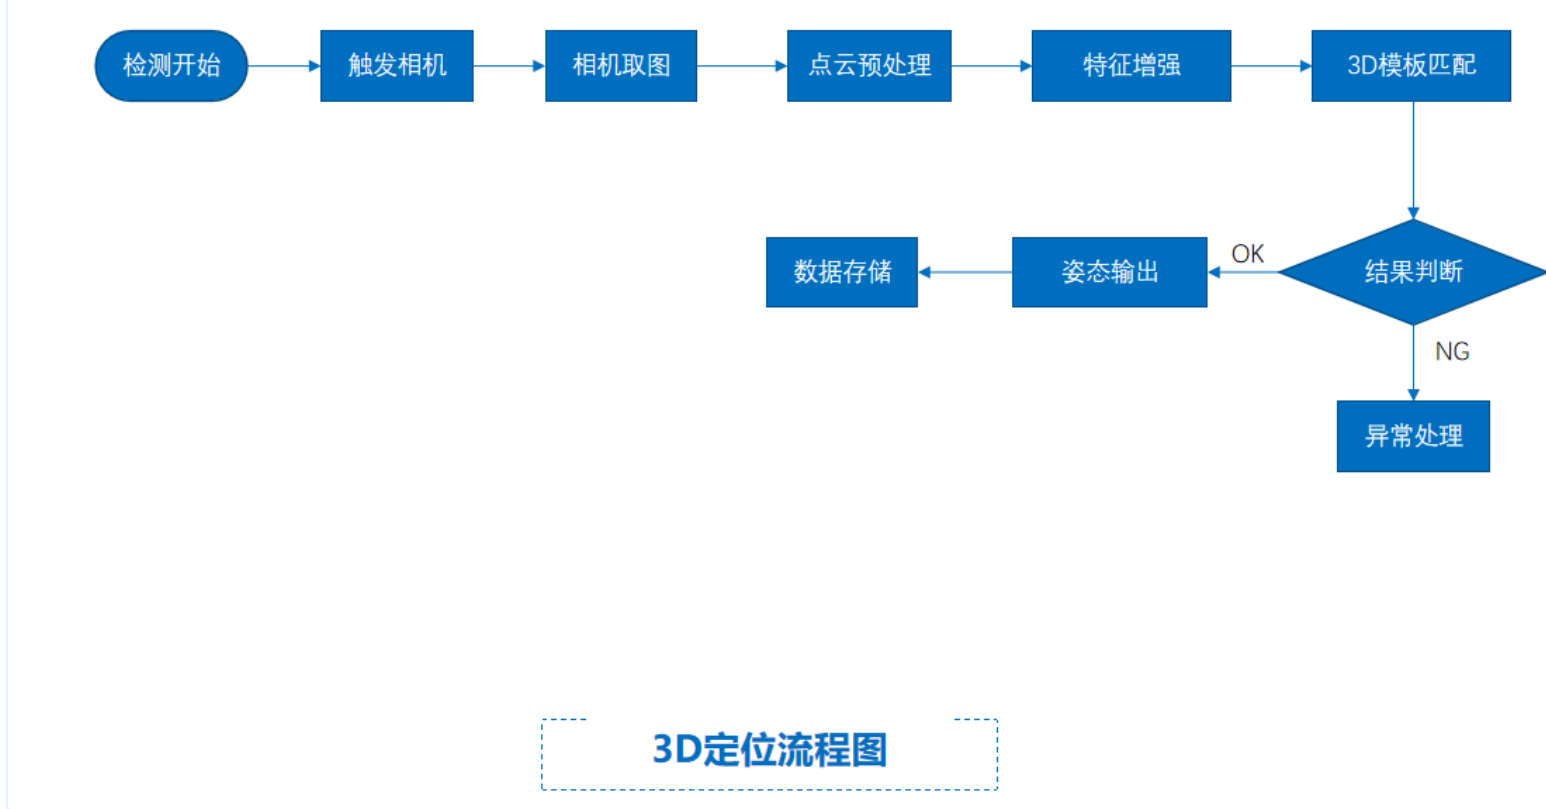 检测开始
触发相机
相机取图
点云预处理
特征增强
3D模板匹配
结果判断
OK
姿态输出
数据存储
NG
异常处理
3D定位流程图